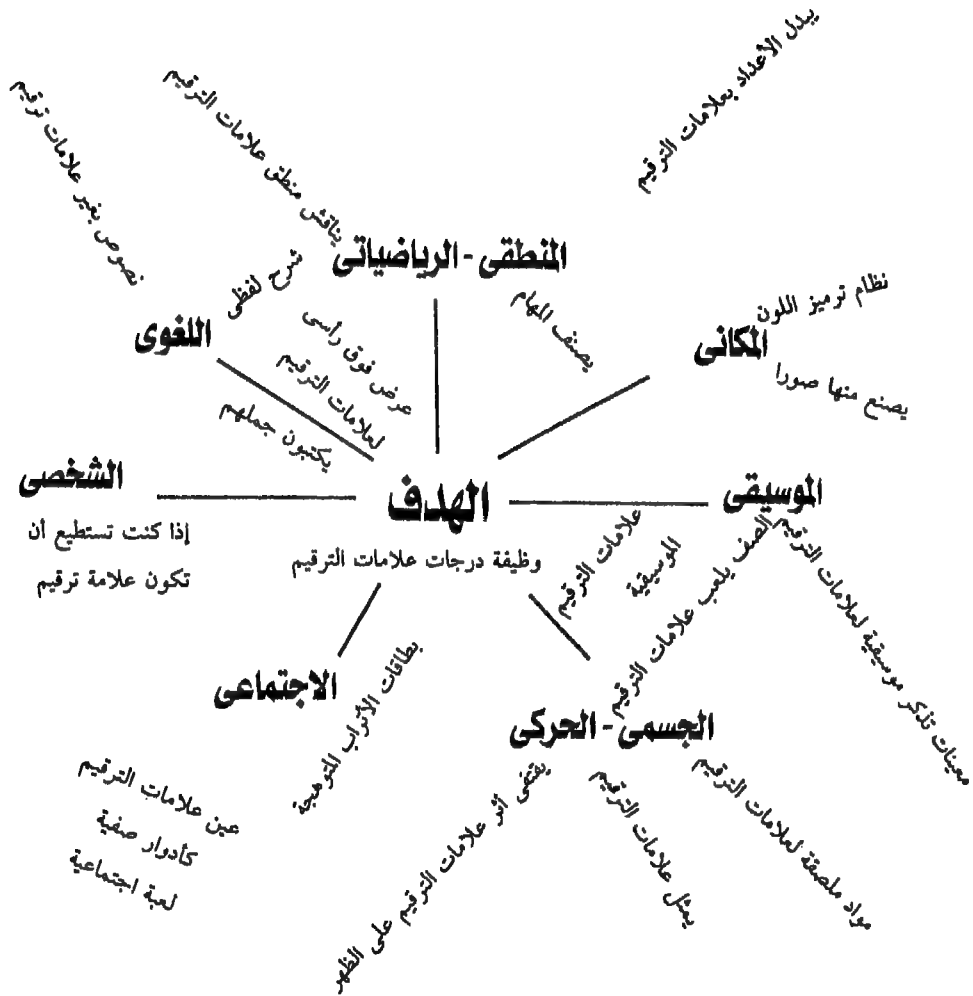 يبدل الأعداد بعلامات الترقيم
يناقش منطق علامات الترقيم
نصوص بغير علامات ترقيم
المنطقى - الرياضياتى
شرح لفظى
اللغوى
نظام ترميز اللون
المكانى
يصنع منها صورا
يصنف المهام
عرض فوق رأسى
لعلامات الترقيم
يكتبون جملهم
الشخصى
إذا كنت تستطيع أن
تكون علامة ترقيم
الهدف
وظيفة درجات علامات الترقيم
الموسيقى
علامات الترقيم
الموسيقية
الصف يلعب علامات الترقيم
معينات تذكر موسيقية لعلامات الترقيم
الاجتماعى
بطاقات الأتراب المتوهجة
عين علامات الترقيم
كأدوار صفية
لعبة اجتماعية
الجسمى - الحركى
يقتفى أثر علامات الترقيم على الظهر
يمثل علامات الترقيم
مواد ملصقة لعلامات الترقيم